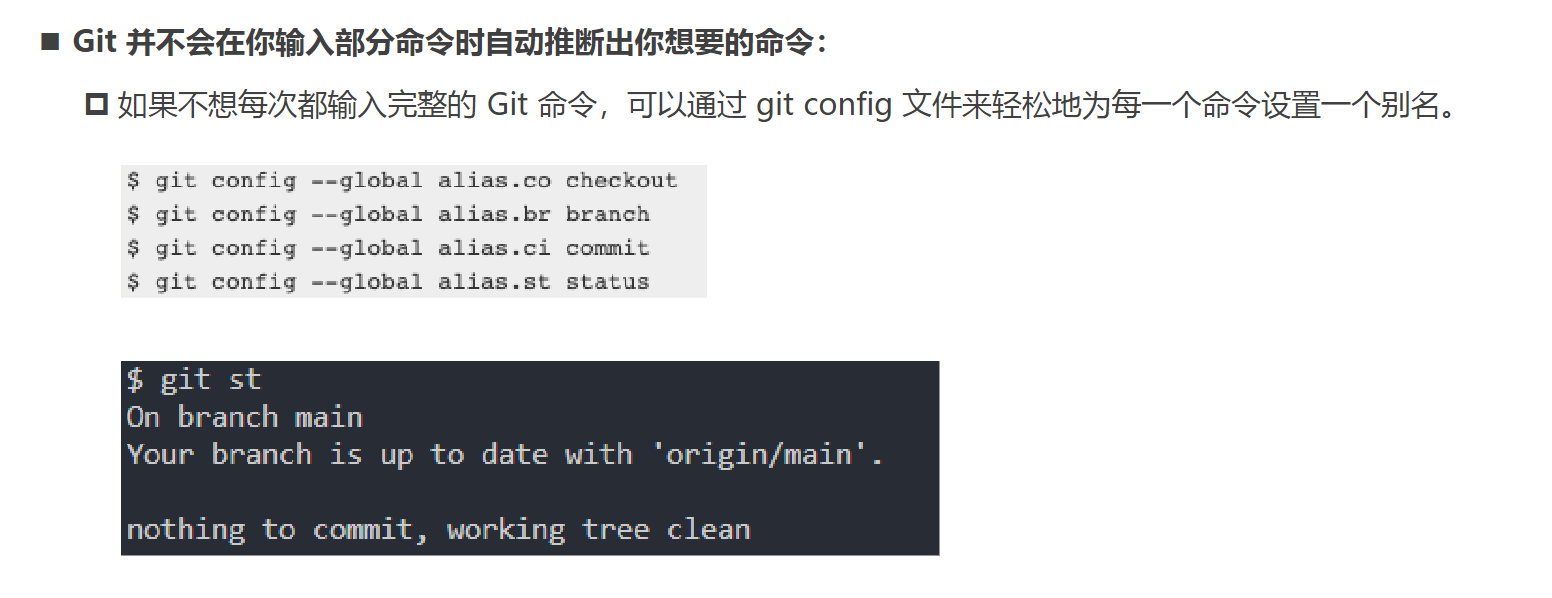 Git 并不会在你输入部分命令时自动推断出你想要的命令：
如果不想每次都输入完整的 Git 命令，可以通过 git config 文件来轻松地为每一个命令设置一个别名。
$ git config --global alias.co checkout
$ git config --global alias.br branch
$ git config --global alias.ci commit
$ git config --global alias.st status
$ git st
On branch main
Your branch is up to date with 'origin/main'.
nothing to commit, working tree clean